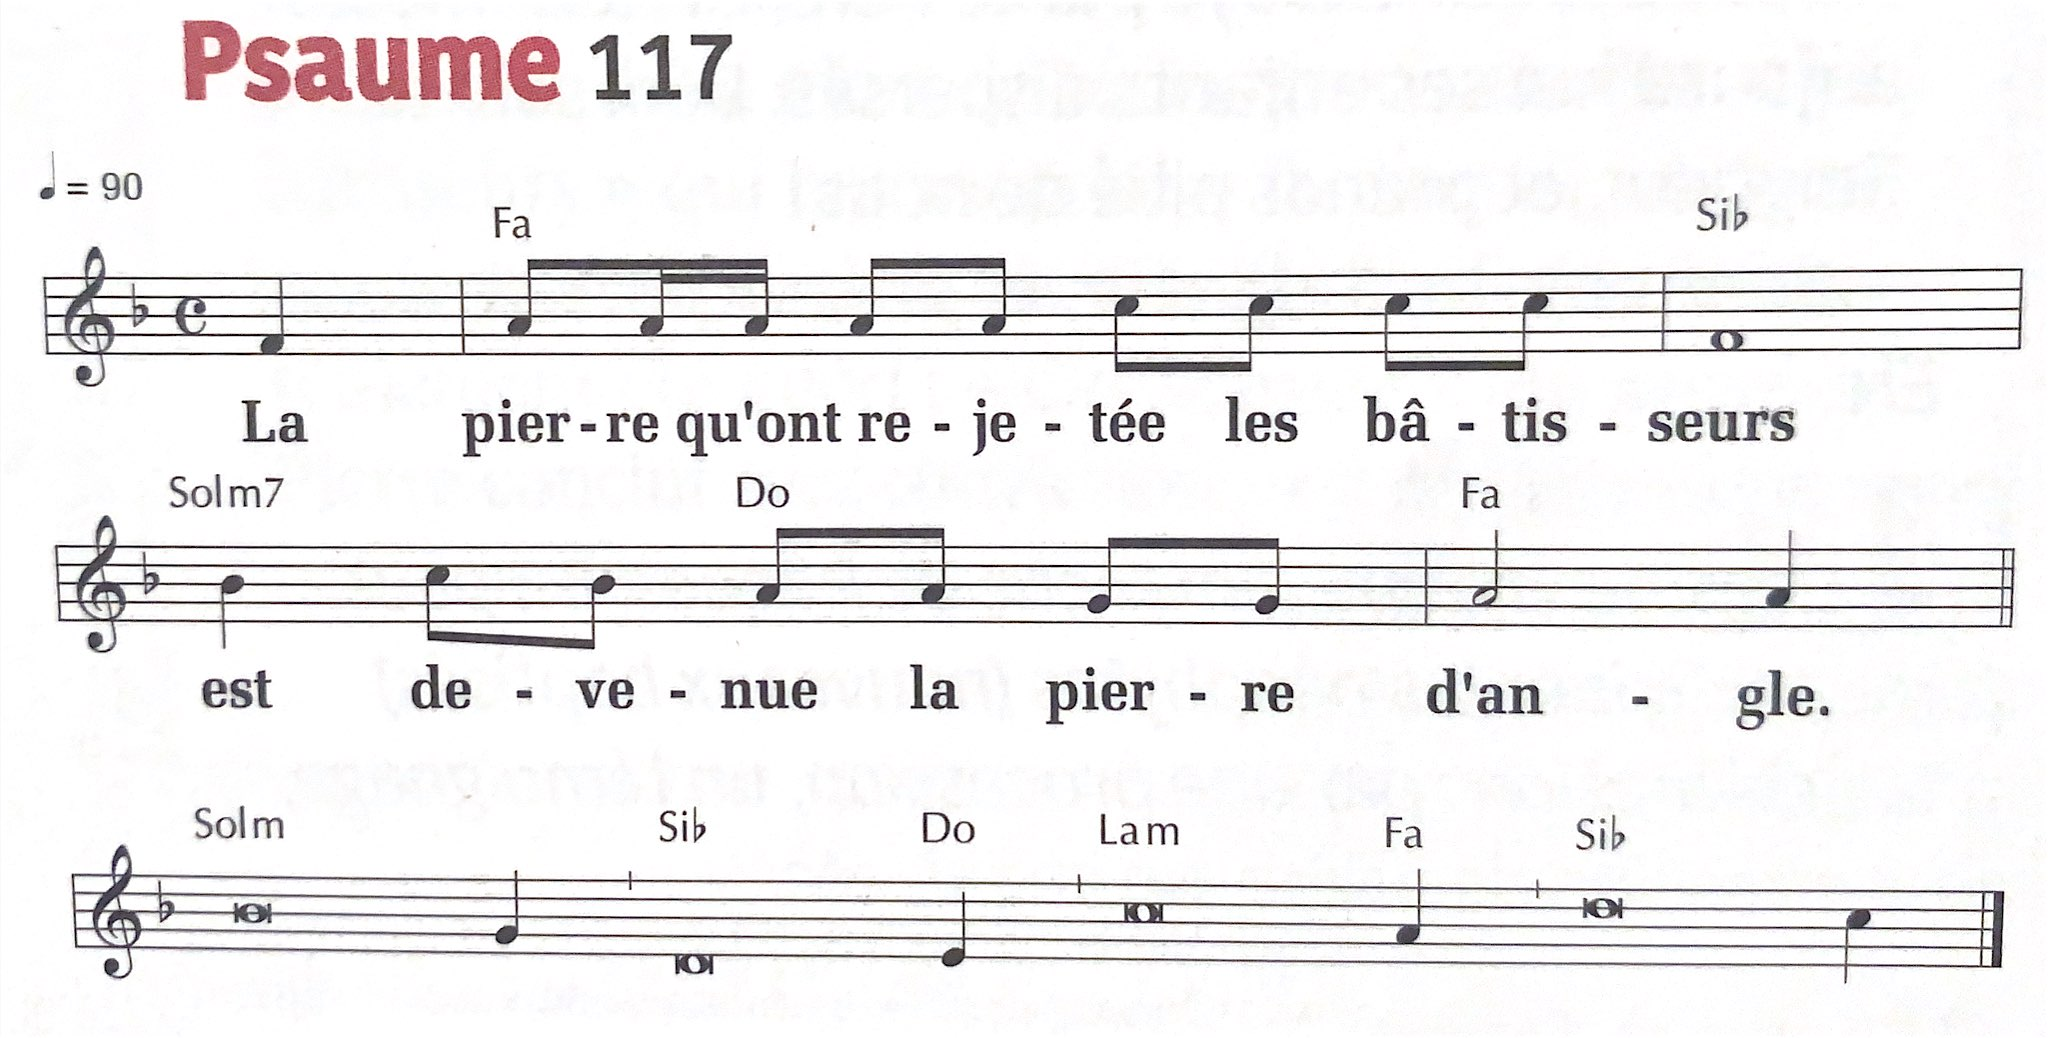 Psaume 117
♩ = 90
Fa Si♭
La pier-re qu'ont re - je - tée les bâ - tis - seurs
Solm7 Do Fa
est de - ve - nue la pier - re d'an - gle.
Solm Si♭ Do Lam Fa Si♭